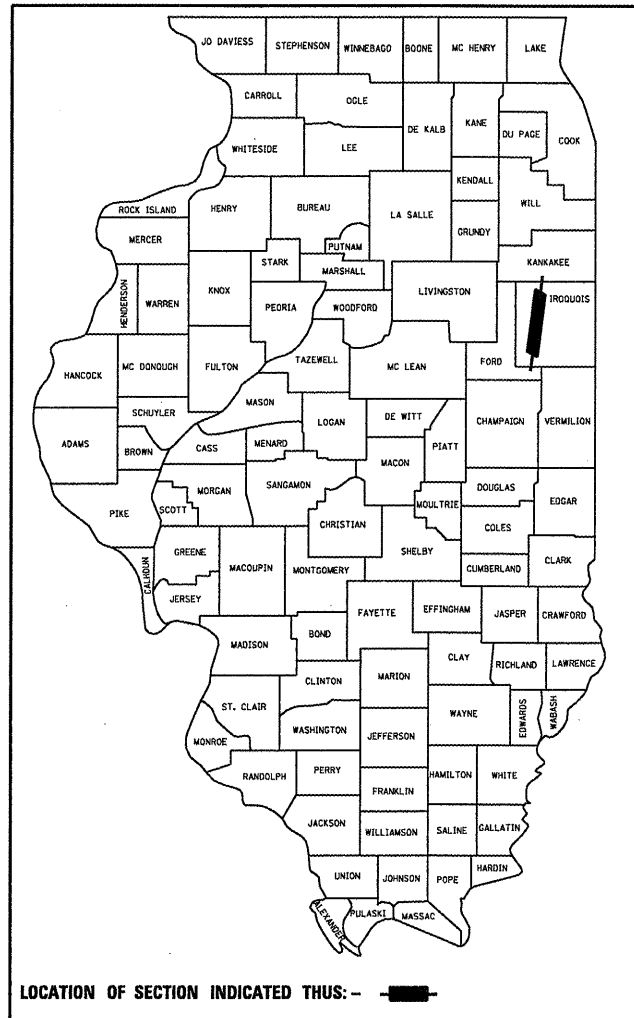 JO DAVIESS STEPHENSON WINNEBAGO BOONE MC HENRY LAKE
CARROLL OGLE DE KALB KANE DU PAGE COOK
WHITESIDE LEE KENDALL WILL
ROCK ISLAND HENRY BUREAU LA SALLE GRUNDY
MERCER PUTNAM KANKAKEE
HENDERSON WARREN KNOX STARK MARSHALL LIVINGSTON IROQUOIS
PEORIA WOODFORD
HANCOCK MC DONOUGH FULTON TAZEWELL MC LEAN FORD
MASON
ADAMS SCHUYLER LOGAN DE WITT CHAMPAIGN VERMILION
BROWN CASS MENARD MACON PIATT
PIKE SCOTT MORGAN SANGAMON MOULTRIE DOUGLAS EDGAR
CHRISTIAN COLES
CALHOUN GREENE MACOUPIN MONTGOMERY SHELBY CUMBERLAND CLARK
JERSEY FAYETTE EFFINGHAM JASPER CRAWFORD
MADISON BOND
CLINTON MARION CLAY RICHLAND LAWRENCE
ST. CLAIR WASHINGTON WAYNE EDWARDS WABASH
MONROE JEFFERSON
RANDOLPH PERRY FRANKLIN HAMILTON WHITE
JACKSON WILLIAMSON SALINE GALLATIN
UNION JOHNSON POPE HARDIN
ALEXANDER PULASKI MASSAC
LOCATION OF SECTION INDICATED THUS: -